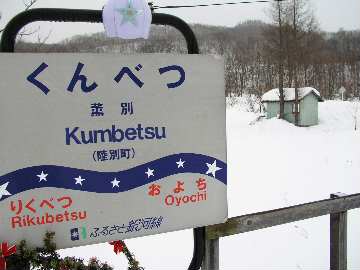 くんべつ
薫別
Kumbetsu
(陸別町)
りくべつ
Rikubetsu
およち
Oyochi
ふるさと銀河線